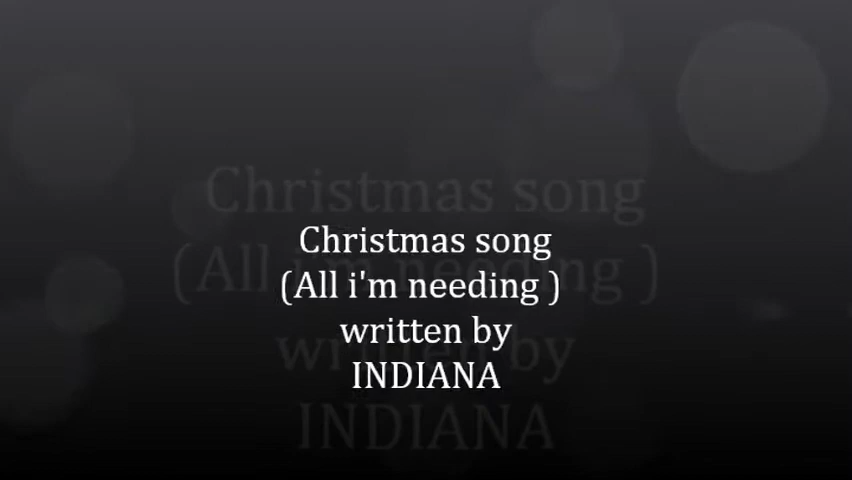 Christmas song
(All i'm needing )
written by
INDIANA